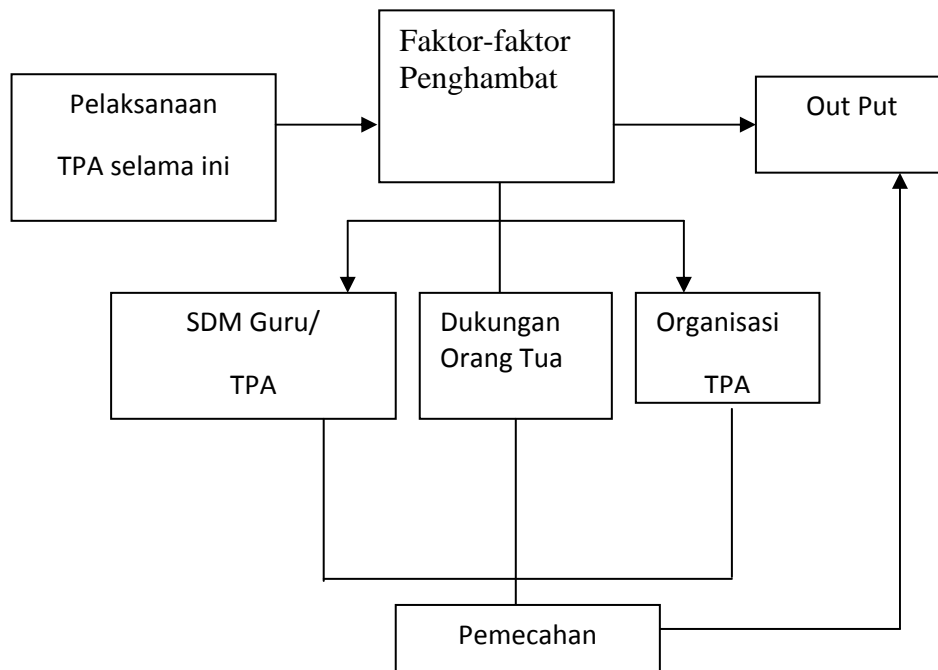 Pelaksanaan
TPA selama ini
Faktor-faktor
Penghambat
Out Put
SDM Guru/
TPA
Dukungan
Orang Tua
Organisasi
TPA
Pemecahan